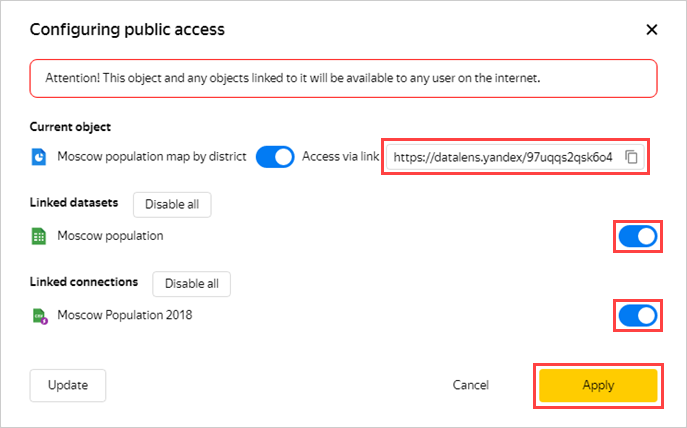 Configuring public access
Attention! This object and any objects linked to it will be available to any user on the internet.
Current object
Moscow population map by district Access via link https://datalens.yandex/97uqqs2qsk6o4
Linked datasets Disable all
Moscow population
Linked connections Disable all
Moscow Population 2018
Update Cancel Apply